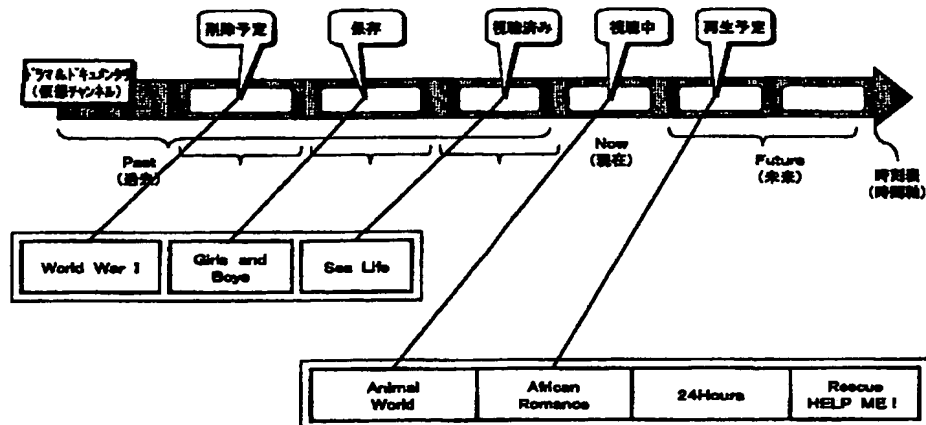 削除予定
保存
視聴済み
視聴中
再生予定
ドラマ&ドキュメンタリ
(仮想チャンネル)
Past
(過去)
Now
(現在)
Future
(未来)
時刻表
(時間軸)
World War I
Girls and
Boys
Sea Life
Animal
World
African
Romance
24Hours
Rescue
HELP ME!